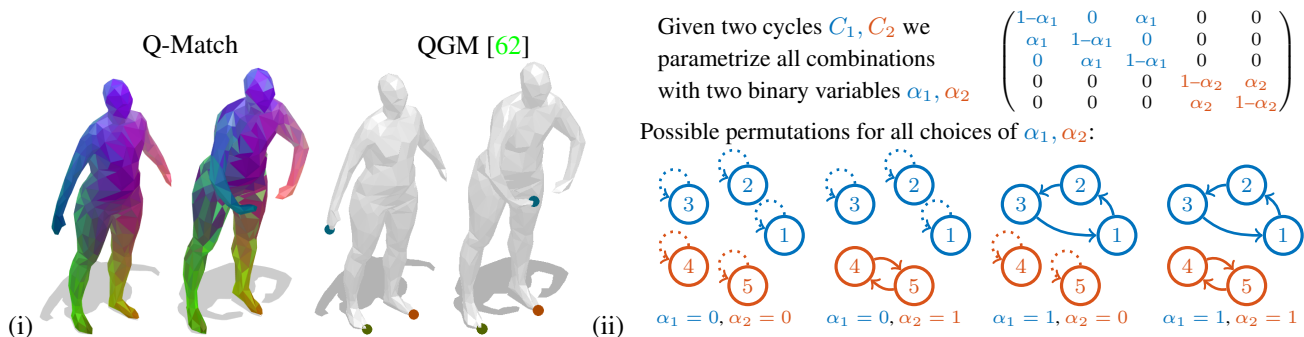 Q-Match
QGM [62]
(i)
Given two cycles C₁, C₂ we
parametrize all combinations
with two binary variables α₁, α₂
1–α₁ 0 α₁ 0 0
α₁ 1–α₁ 0 0 0
0 α₁ 1–α₁ 0 0
0 0 0 1–α₂ α₂
0 0 0 α₂ 1–α₂
Possible permutations for all choices of α₁, α₂:
2
3
1
4
5
α₁ = 0, α₂ = 0
2
3
1
4
5
α₁ = 0, α₂ = 1
2
3
1
4
5
α₁ = 1, α₂ = 0
2
3
1
4
5
α₁ = 1, α₂ = 1
(ii)